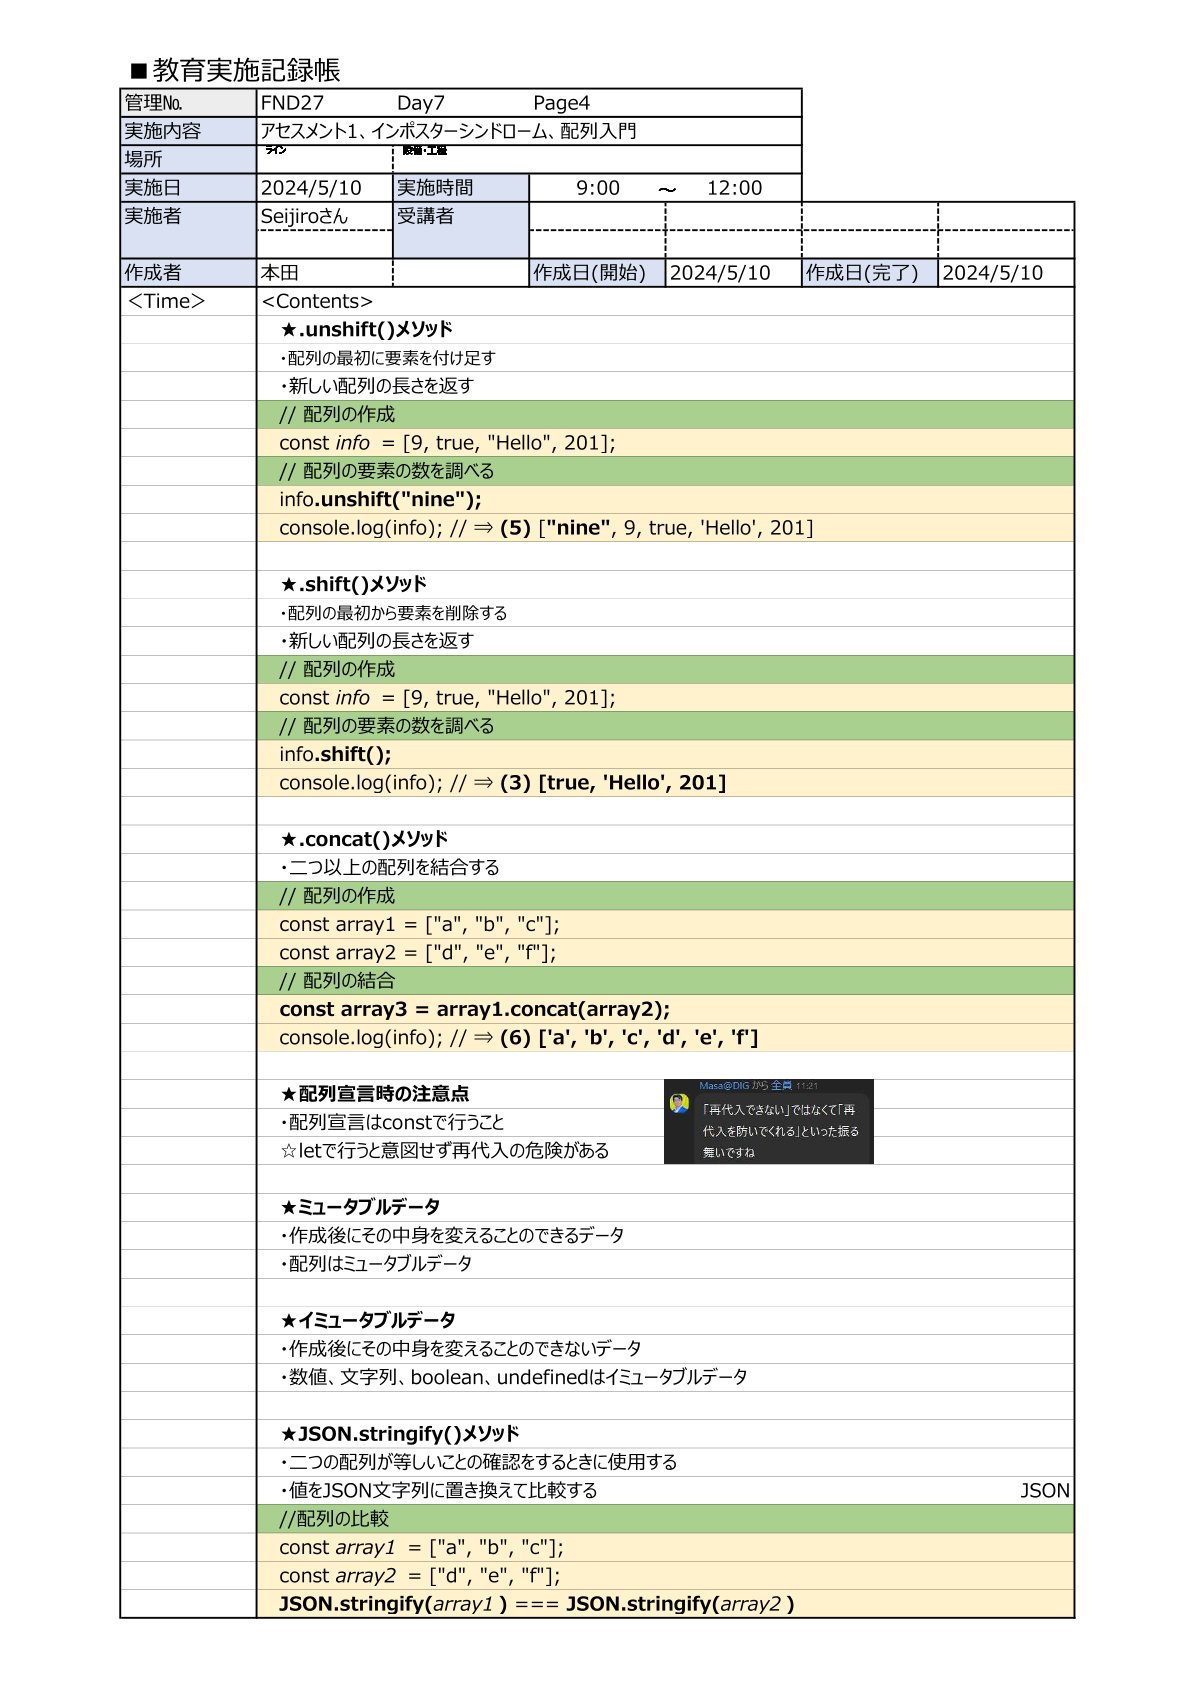 ■教育実施記録帳
管理No. FND27 Day7 Page4
実施内容 アセスメント1、インポスターシンドローム、配列入門
場所 ライン 設備・工程
実施日 2024/5/10 実施時間 9:00 ～ 12:00
実施者 Seijiroさん 受講者
作成者 本田 作成日(開始) 2024/5/10 作成日(完了) 2024/5/10
＜Time＞ <Contents>
★.unshift()メソッド
・配列の最初に要素を付け足す
・新しい配列の長さを返す
// 配列の作成
const info = [9, true, "Hello", 201];
// 配列の要素の数を調べる
info.unshift("nine");
console.log(info); // ⇒ (5) ["nine", 9, true, 'Hello', 201]
★.shift()メソッド
・配列の最初から要素を削除する
・新しい配列の長さを返す
// 配列の作成
const info = [9, true, "Hello", 201];
// 配列の要素の数を調べる
info.shift();
console.log(info); // ⇒ (3) [true, 'Hello', 201]
★.concat()メソッド
・二つ以上の配列を結合する
// 配列の作成
const array1 = ["a", "b", "c"];
const array2 = ["d", "e", "f"];
// 配列の結合
const array3 = array1.concat(array2);
console.log(info); // ⇒ (6) ['a', 'b', 'c', 'd', 'e', 'f']
★配列宣言時の注意点
・配列宣言はconstで行うこと
☆letで行うと意図せず再代入の危険がある
Masa@DIG から 全員 11:21
「再代入できない」ではなくて「再
代入を防いでくれる」といった振る
舞いですね
★ミュータブルデータ
・作成後にその中身を変えることのできるデータ
・配列はミュータブルデータ
★イミュータブルデータ
・作成後にその中身を変えることのできないデータ
・数値、文字列、boolean、undefinedはイミュータブルデータ
★JSON.stringify()メソッド
・二つの配列が等しいことの確認をするときに使用する
・値をJSON文字列に置き換えて比較する JSON
//配列の比較
const array1 = ["a", "b", "c"];
const array2 = ["d", "e", "f"];
JSON.stringify(array1 ) === JSON.stringify(array2 )